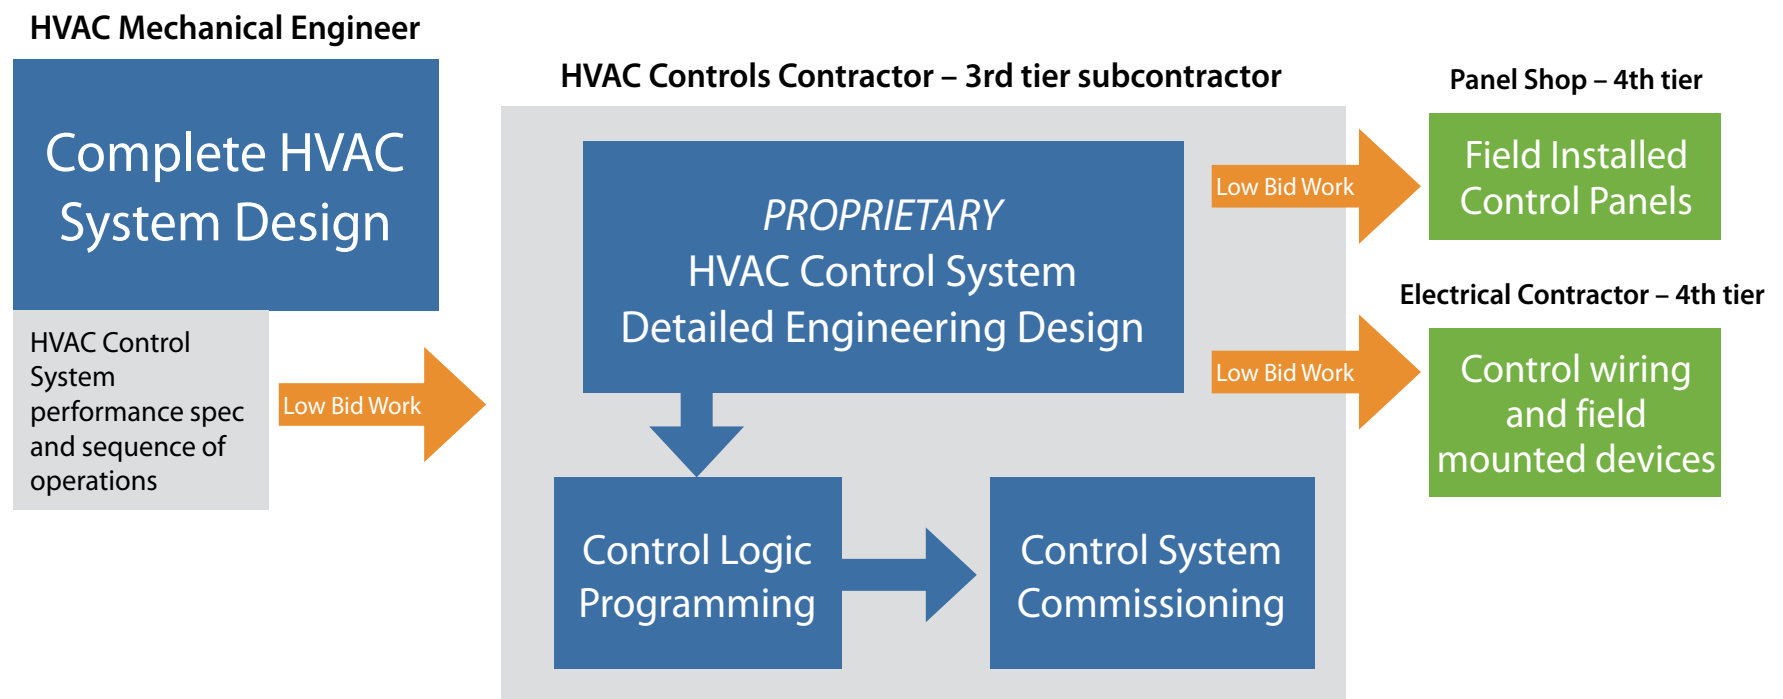 HVAC Mechanical Engineer
Complete HVAC
System Design
HVAC Control
System
performance spec
and sequence of
operations
Low Bid Work
HVAC Controls Contractor – 3rd tier subcontractor
PROPRIETARY
HVAC Control System
Detailed Engineering Design
Control Logic
Programming
Control System
Commissioning
Low Bid Work
Panel Shop – 4th tier
Field Installed
Control Panels
Low Bid Work
Electrical Contractor – 4th tier
Control wiring
and field
mounted devices